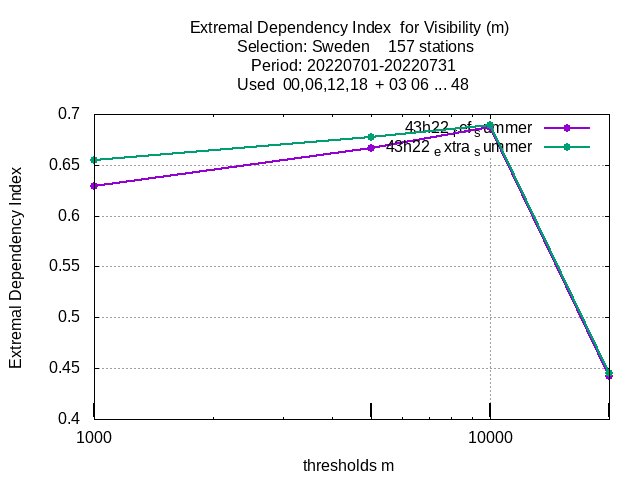 Extremal Dependency Index  for Visibility (m)
Selection: Sweden    157 stations
Period: 20220701-20220731
Used  00,06,12,18  + 03 06 ... 48
0.7
0.65
0.6
0.55
0.5
0.45
0.4
Extremal Dependency Index
43h22_ref_summer
43h22_extra_summer
1000
10000
thresholds m